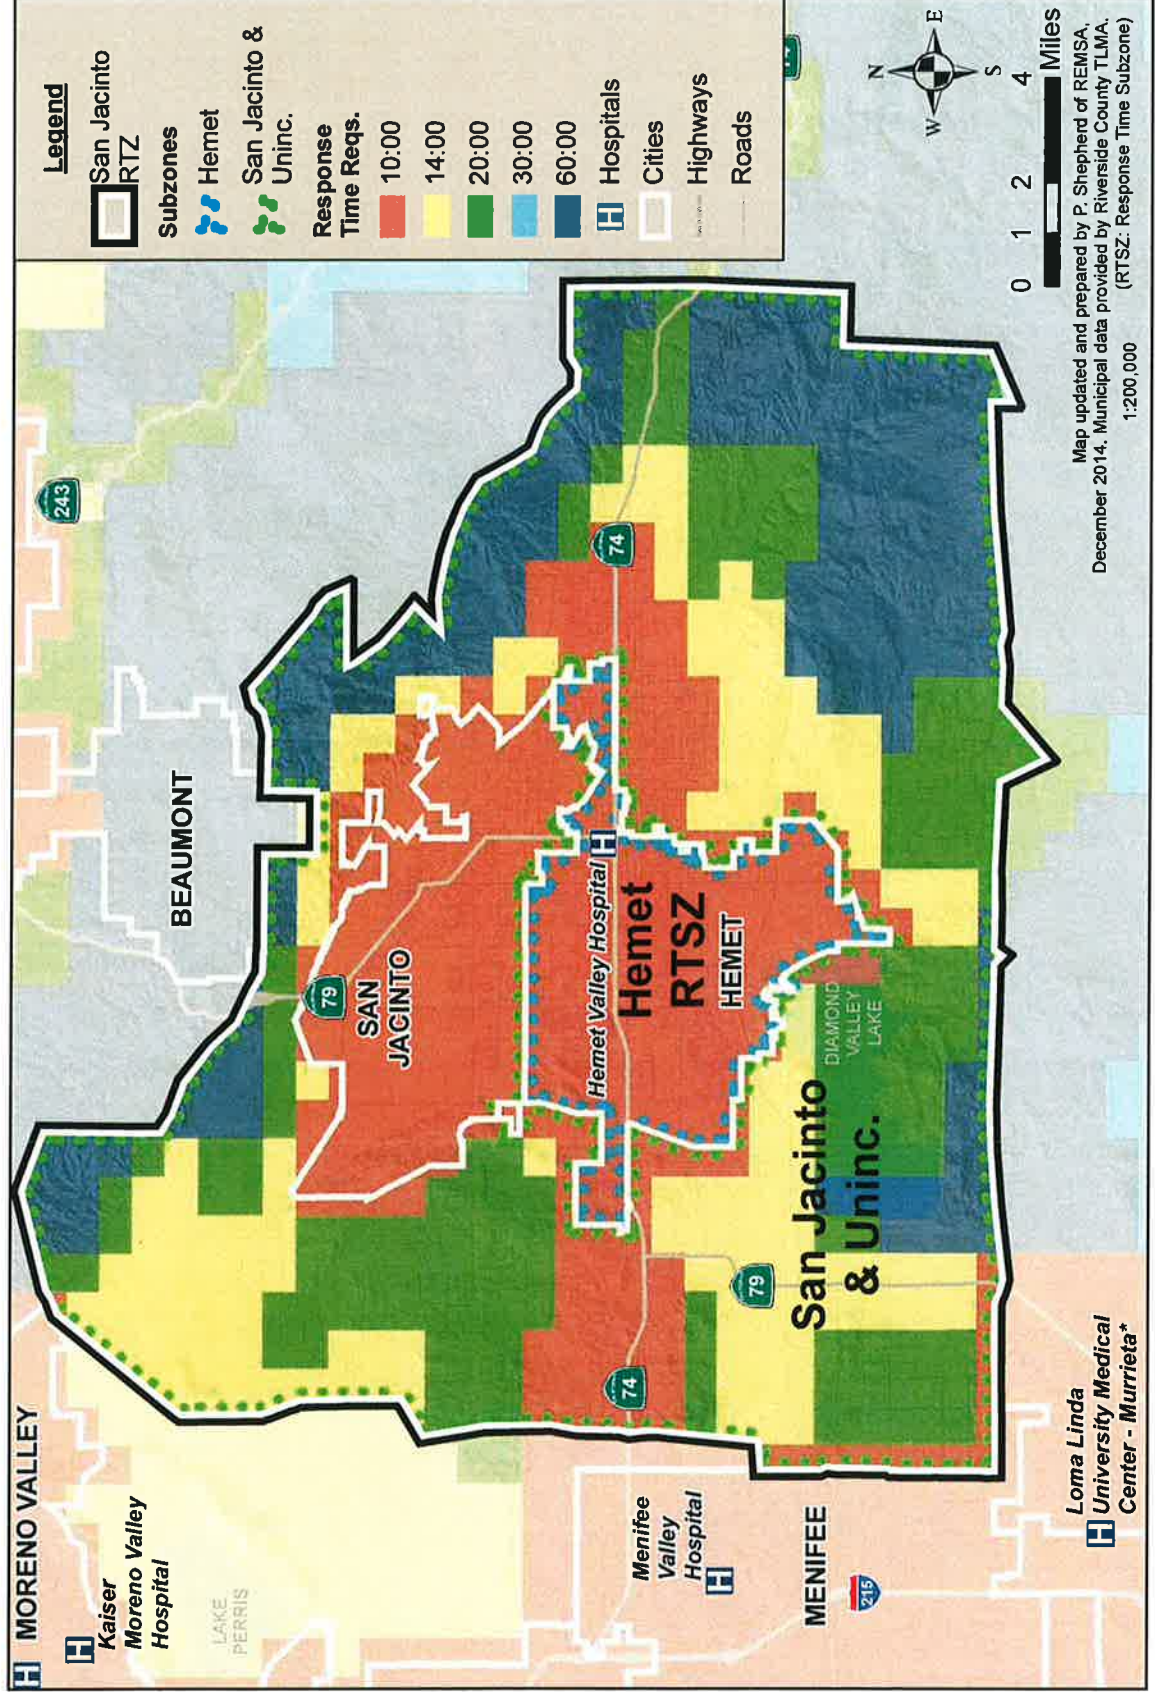 MORENO VALLEY
Kaiser
Moreno Valley
Hospital
LAKE
PERRIS
BEAUMONT
243
79
SAN
JACINTO
74
Hemet Valley Hospital
Hemet
RTSZ
HEMET
DIAMOND
VALLEY
LAKE
San Jacinto
& Uninc.
79
74
Menifee
Valley
Hospital
MENIFEE
215
Loma Linda
University Medical
Center - Murrieta*
Legend
San Jacinto
RTZ
Subzones
Hemet
San Jacinto &
Uninc.
Response
Time Reqs.
10:00
14:00
20:00
30:00
60:00
Hospitals
Cities
Highways
Roads
N
W
E
S
0 1 2 4 Miles
Map updated and prepared by P. Shepherd of REMSA,
December 2014. Municipal data provided by Riverside County TLMA.
1:200,000 (RTSZ: Response Time Subzone)